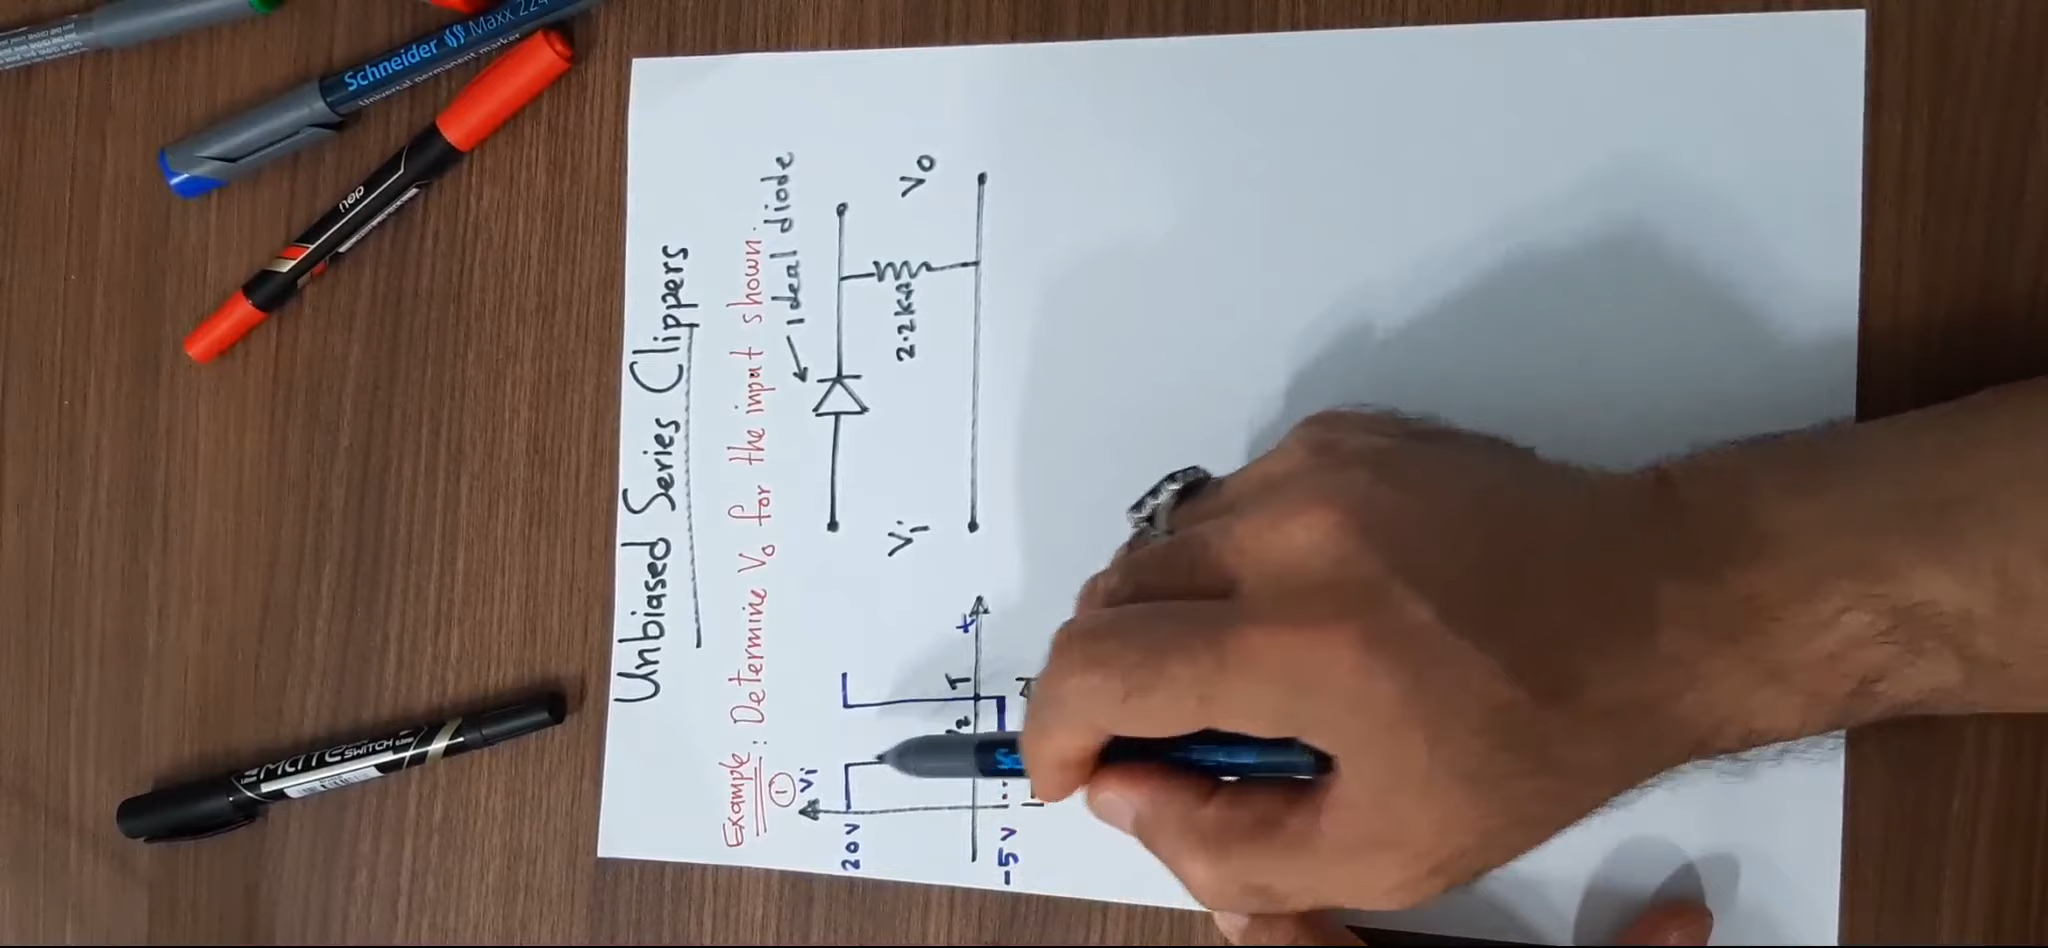 Unbiased Series Clippers
Example: Determine Vo for the input shown.
①
Ideal diode
Vi
20V
-5V
T
t
Vi
2.2KΩ
Vo
Schneider Maxx 224
Universal permanent marker
MATE
SWITCH